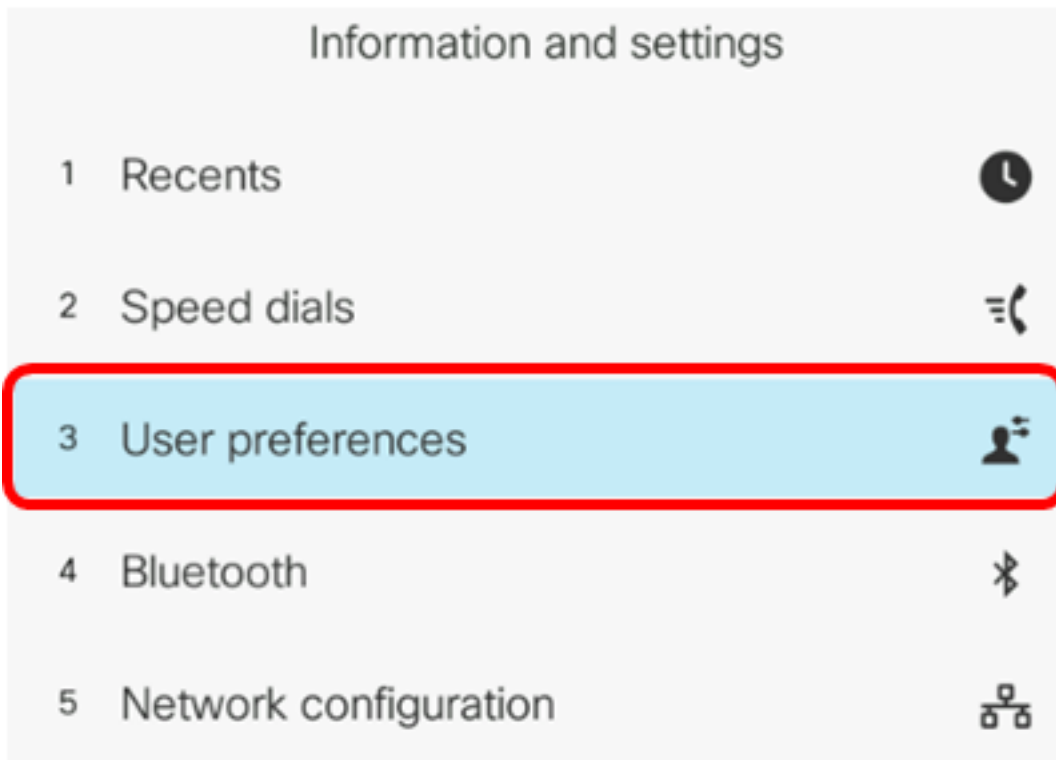 Information and settings
1 Recents
2 Speed dials
3 User preferences
4 Bluetooth
5 Network configuration